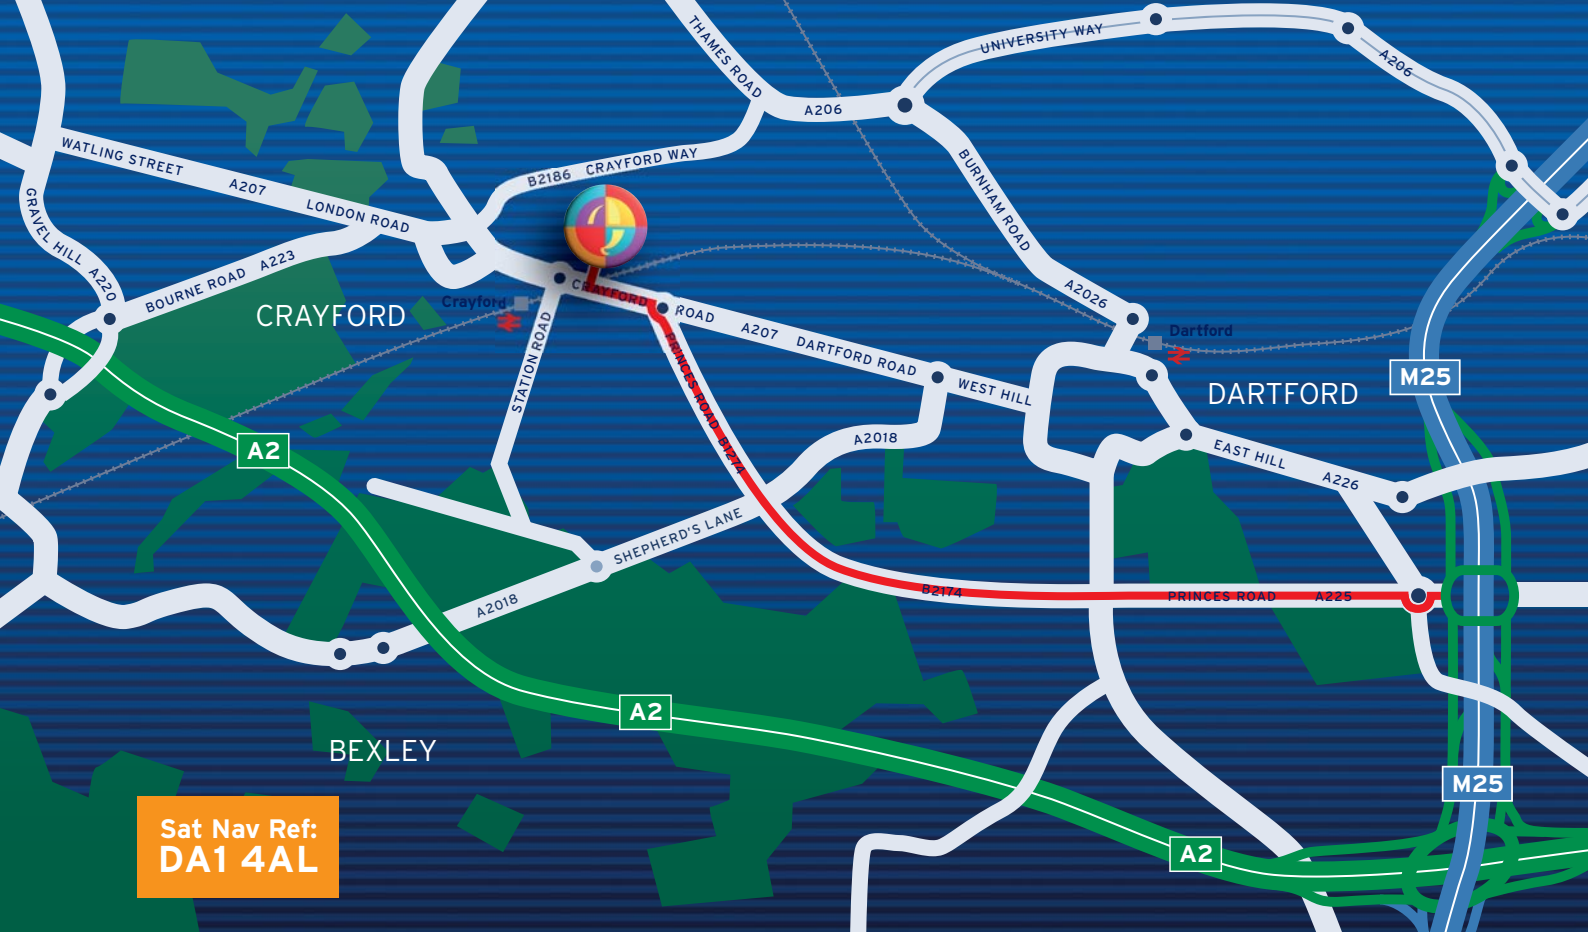 THAMES ROAD
UNIVERSITY WAY
A206
A206
WATLING STREET
A207
LONDON ROAD
B2186
CRAYFORD WAY
BURNHAM ROAD
A2026
GRAVEL HILL
A220
BOURNE ROAD
A223
CRAYFORD
Crayford
CRAYFORD
ROAD
A207
DARTFORD ROAD
WEST HILL
Dartford
DARTFORD
M25
STATION ROAD
PRINCES ROAD
B1274
A2018
EAST HILL
A226
A2
SHEPHERD'S LANE
A2018
B2174
PRINCES ROAD
A225
A2
BEXLEY
M25
Sat Nav Ref:
DA1 4AL
A2